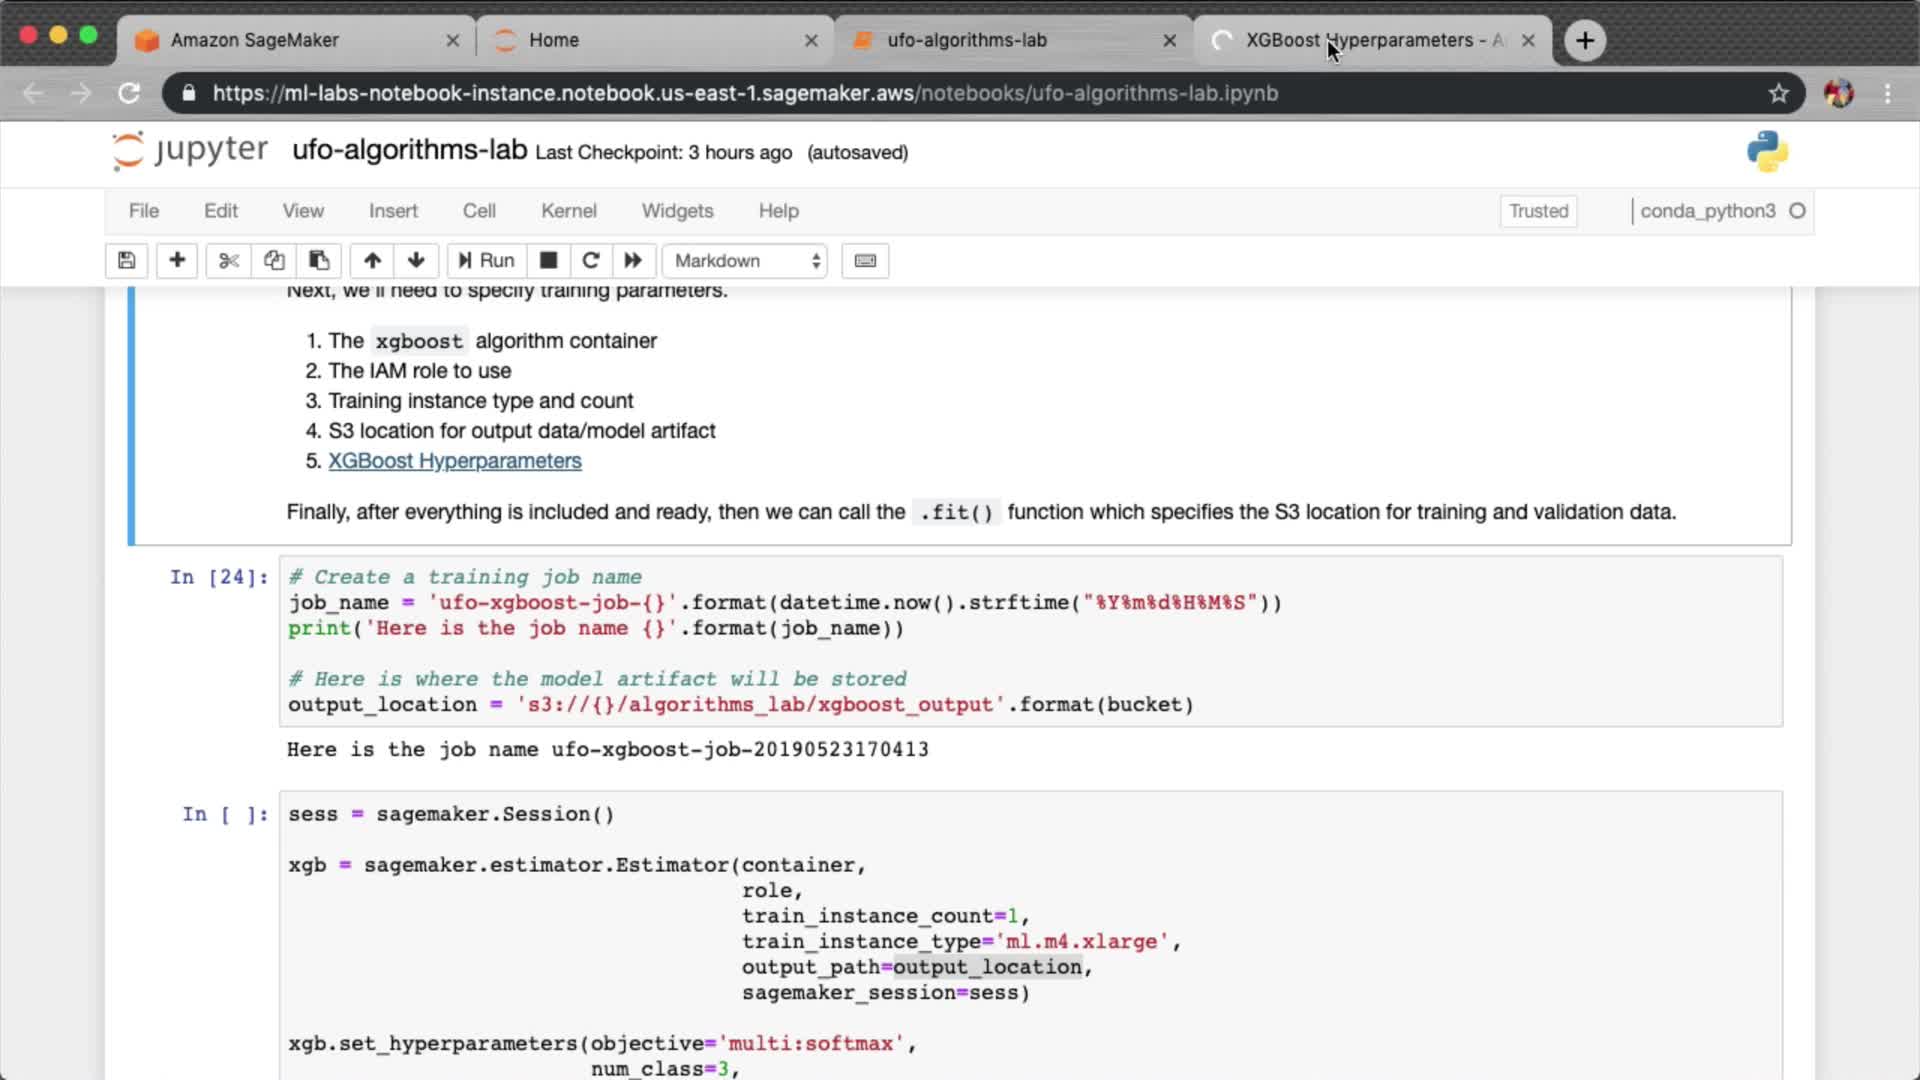 Amazon SageMaker
Home
ufo-algorithms-lab
XGBoost Hyperparameters - A
https://ml-labs-notebook-instance.notebook.us-east-1.sagemaker.aws/notebooks/ufo-algorithms-lab.ipynb
jupyter ufo-algorithms-lab Last Checkpoint: 3 hours ago (autosaved)
File Edit View Insert Cell Kernel Widgets Help Trusted conda_python3
Run Markdown
Next, we'll need to specify training parameters.
1. The xgboost algorithm container
2. The IAM role to use
3. Training instance type and count
4. S3 location for output data/model artifact
5. XGBoost Hyperparameters
Finally, after everything is included and ready, then we can call the .fit() function which specifies the S3 location for training and validation data.
In [24]: # Create a training job name
job_name = 'ufo-xgboost-job-{}'.format(datetime.now().strftime("%Y%m%d%H%M%S"))
print('Here is the job name {}'.format(job_name))
# Here is where the model artifact will be stored
output_location = 's3://{}/algorithms_lab/xgboost_output'.format(bucket)
Here is the job name ufo-xgboost-job-20190523170413
In [ ]: sess = sagemaker.Session()
xgb = sagemaker.estimator.Estimator(container,
role,
train_instance_count=1,
train_instance_type='ml.m4.xlarge',
output_path=output_location,
sagemaker_session=sess)
xgb.set_hyperparameters(objective='multi:softmax',
num_class=3,